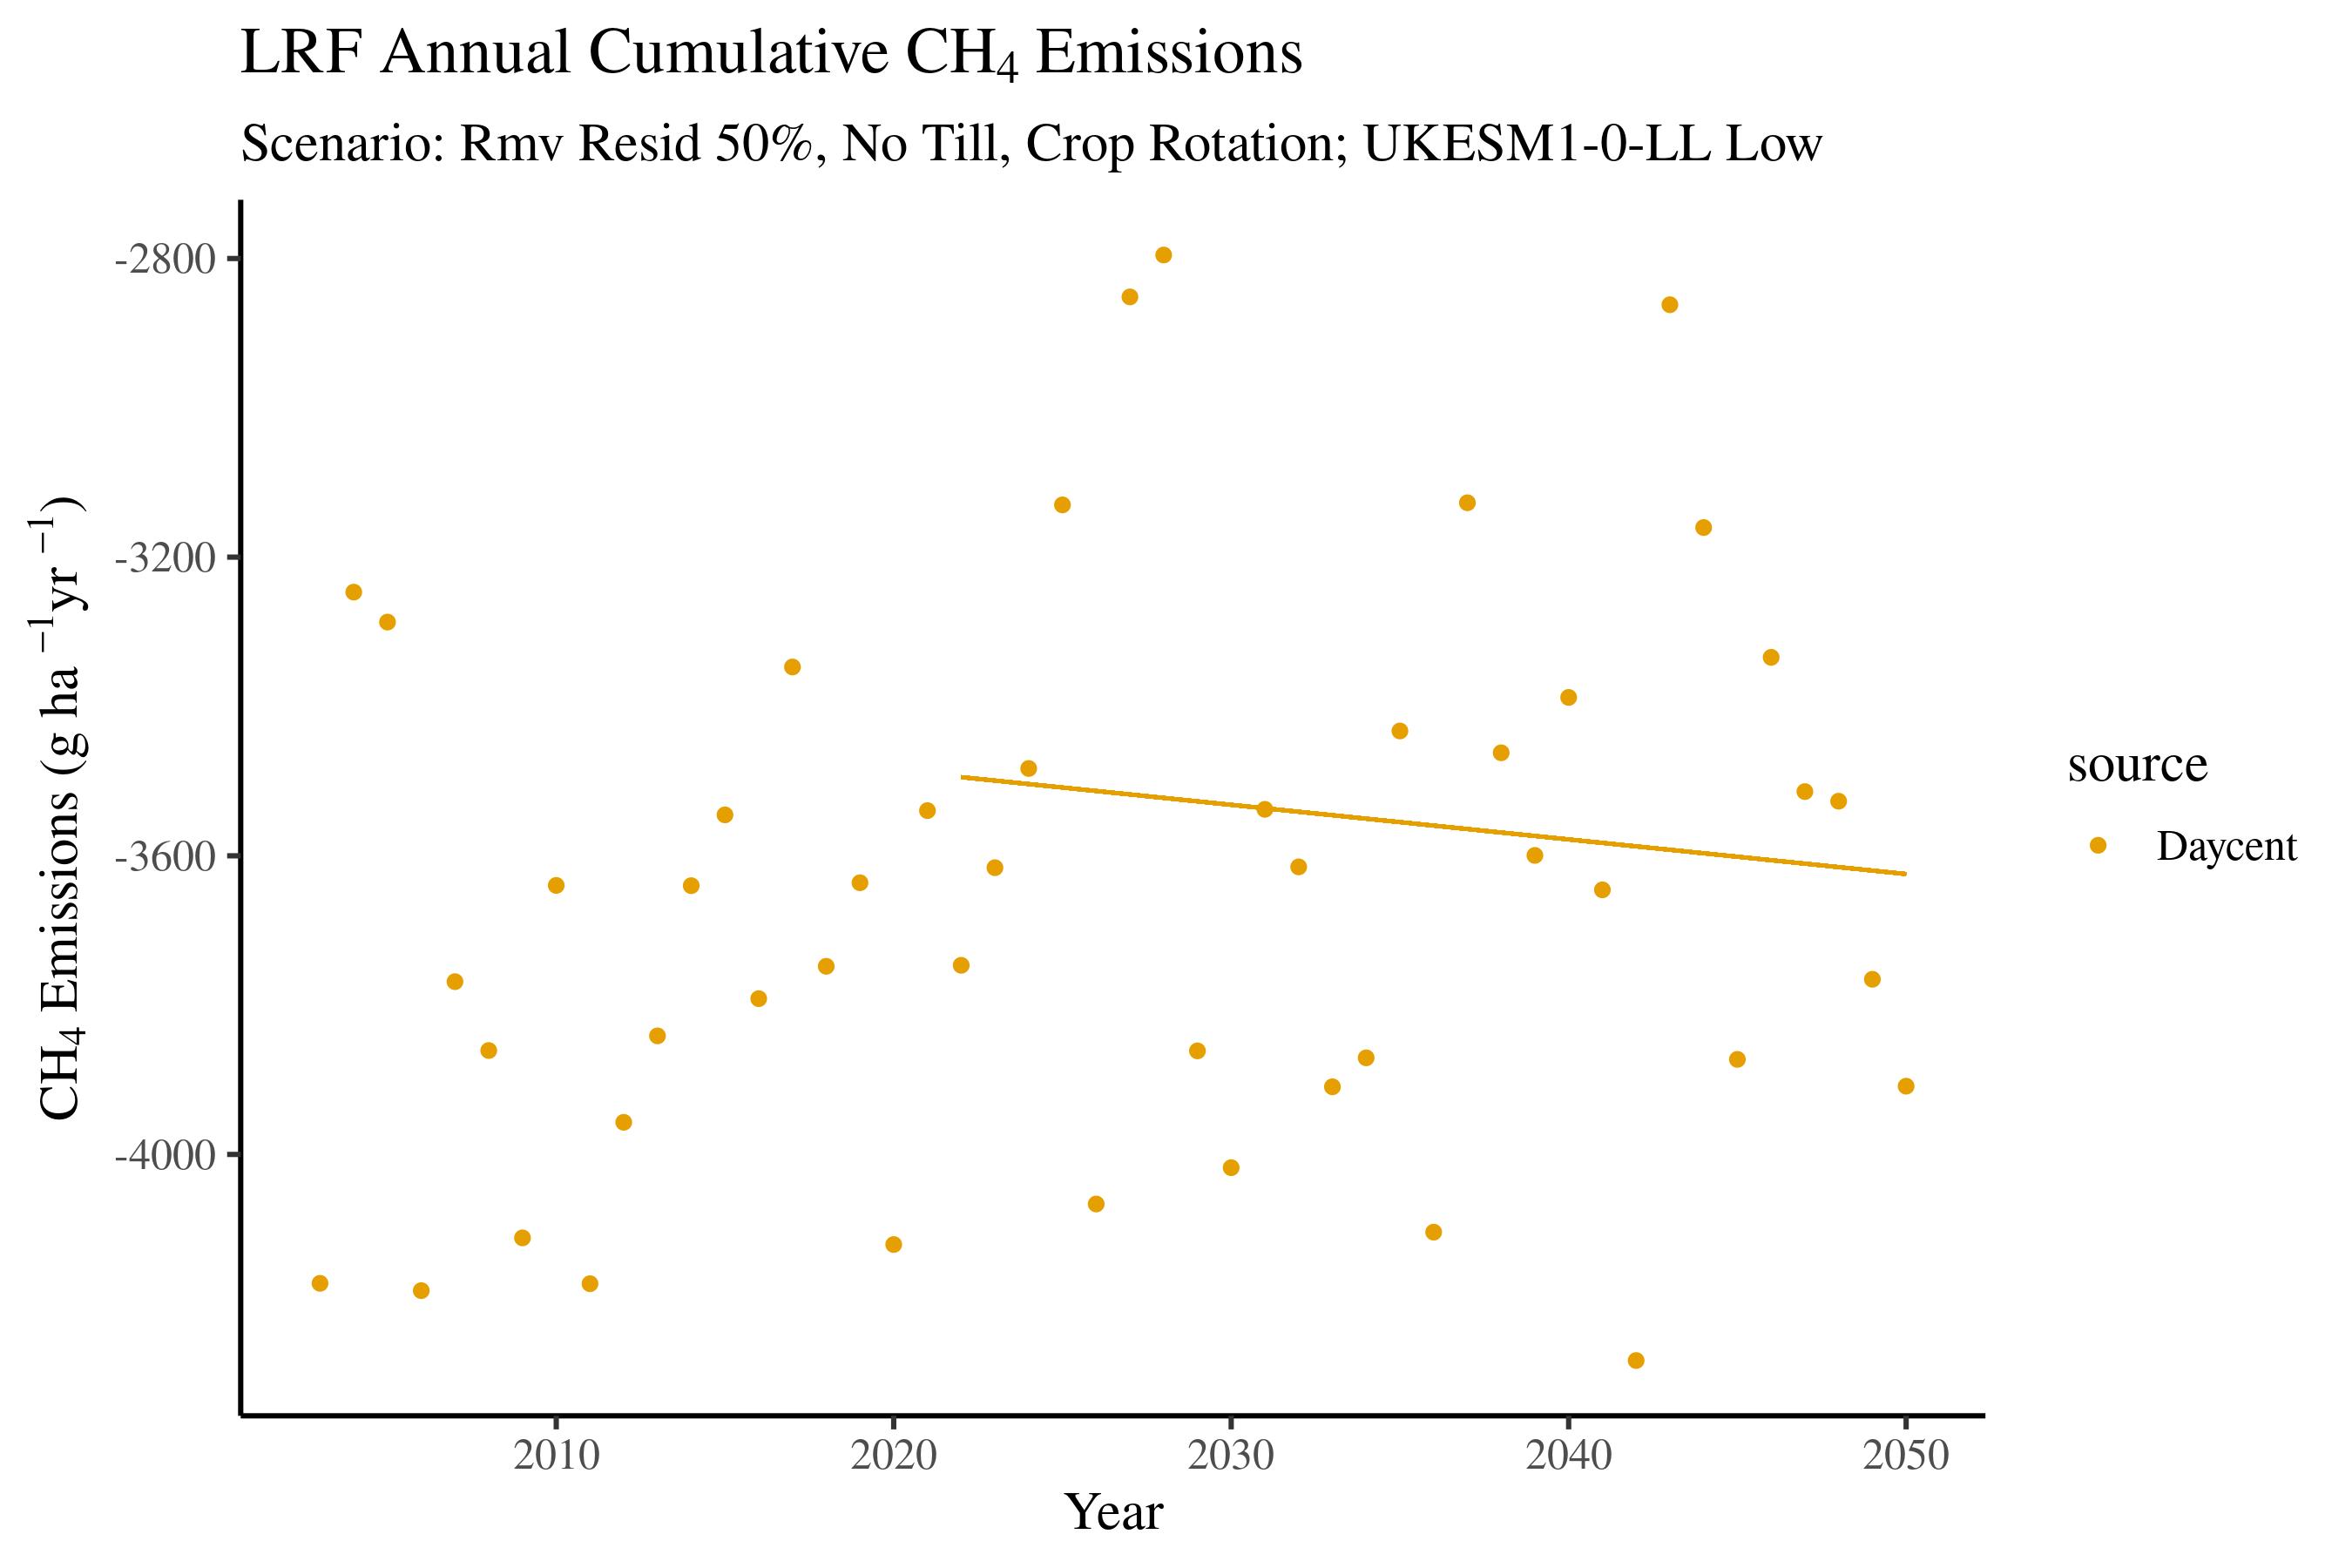 LRF Annual Cumulative CH₄ Emissions
Scenario: Rmv Resid 50%, No Till, Crop Rotation; UKESM1-0-LL Low
CH₄ Emissions (g ha ⁻¹yr ⁻¹)
-2800
-3200
-3600
-4000
2010 2020 2030 2040 2050
Year
source
Daycent